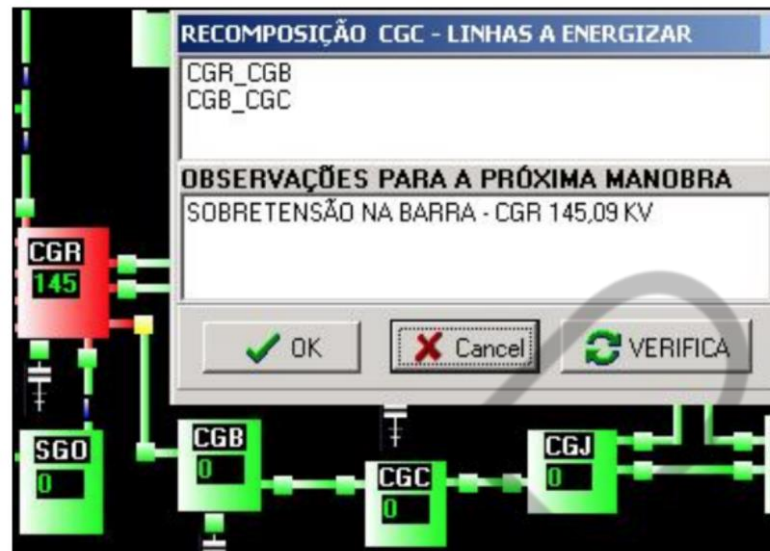 RECOMPOSIÇÃO CGC - LINHAS A ENERGIZAR
CGR_CGB
CGB_CGC
OBSERVAÇÕES PARA A PRÓXIMA MANOBRA
SOBRETENSÃO NA BARRA - CGR 145,09 KV
OK
Cancel
VERIFICA
CGR
145
SGO
0
CGB
0
CGC
0
CGJ
0